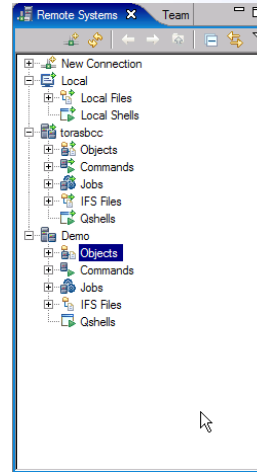 Remote Systems Team
New Connection
Local
Local Files
Local Shells
torasbcc
Objects
Commands
Jobs
IFS Files
Qshells
Demo
Objects
Commands
Jobs
IFS Files
Qshells